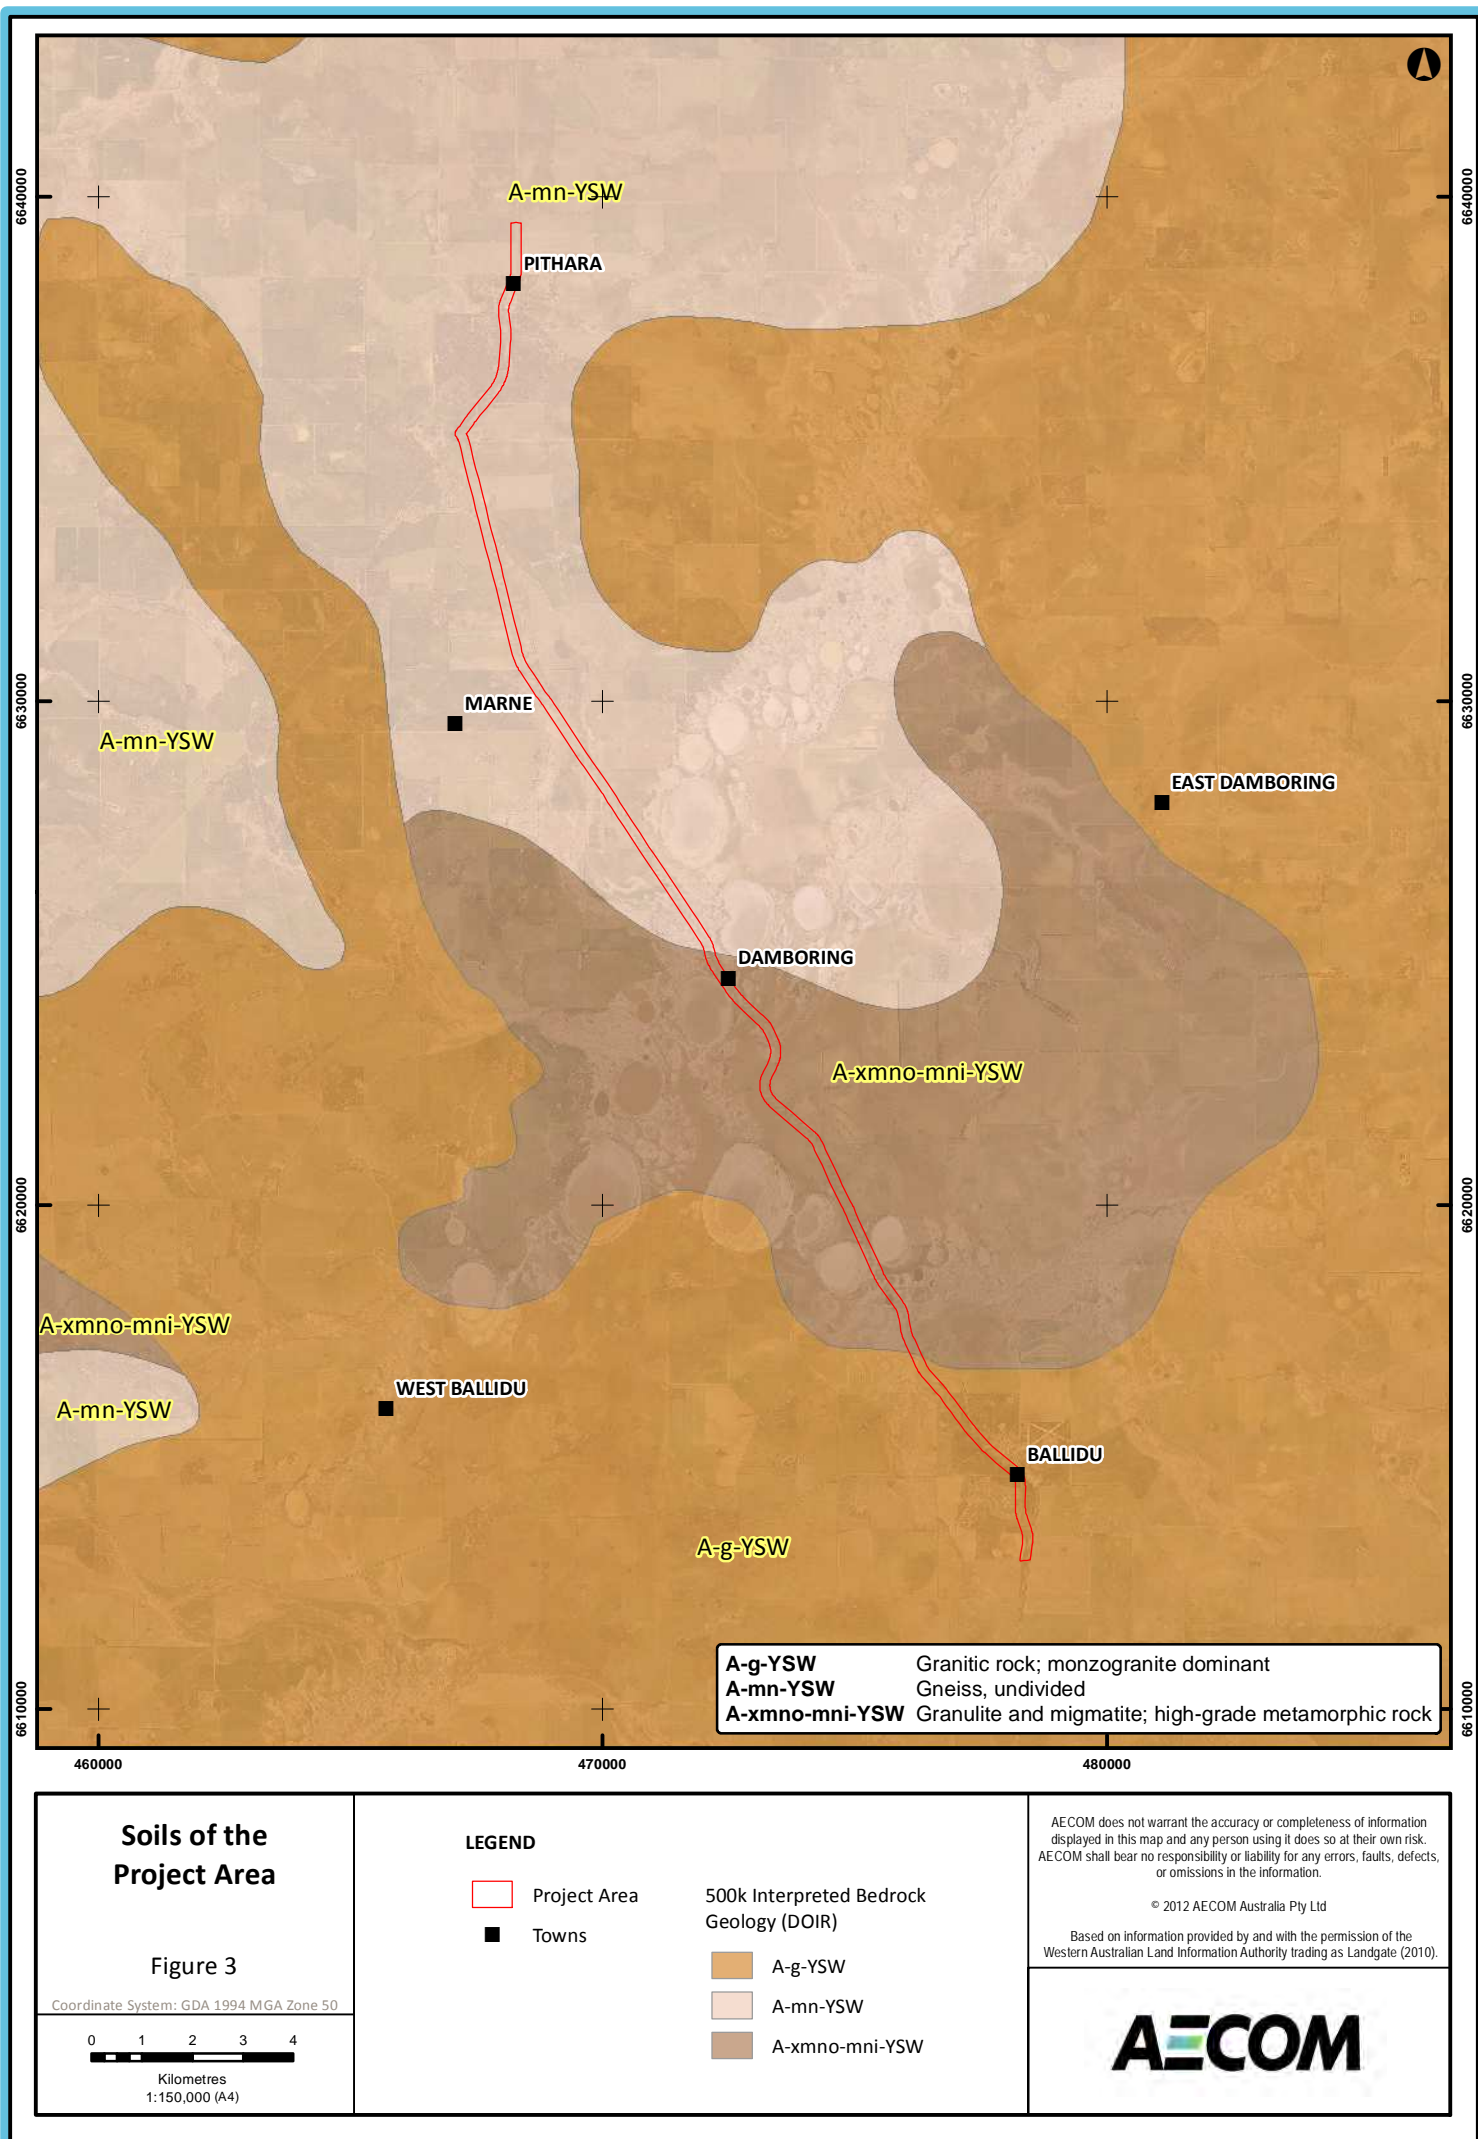 A-mn-YSW
6640000
6640000
PITHARA
MARNE
6630000
6630000
A-mn-YSW
EAST DAMBORING
DAMBORING
A-xmno-mni-YSW
6620000
6620000
A-xmno-mni-YSW
WEST BALLIDU
A-mn-YSW
BALLIDU
A-g-YSW
A-g-YSW Granitic rock; monzogranite dominant
A-mn-YSW Gneiss, undivided
A-xmno-mni-YSW Granulite and migmatite; high-grade metamorphic rock
6610000
6610000
460000
470000
480000
Soils of the
Project Area
Figure 3
Coordinate System: GDA 1994 MGA Zone 50
0 1 2 3 4
Kilometres
1:150,000 (A4)
LEGEND
Project Area
Towns
500k Interpreted Bedrock
Geology (DOIR)
A-g-YSW
A-mn-YSW
A-xmno-mni-YSW
AECOM does not warrant the accuracy or completeness of information
displayed in this map and any person using it does so at their own risk.
AECOM shall bear no responsibility or liability for any errors, faults, defects,
or omissions in the information.
© 2012 AECOM Australia Pty Ltd
Based on information provided by and with the permission of the
Western Australian Land Information Authority trading as Landgate (2010).
AECOM